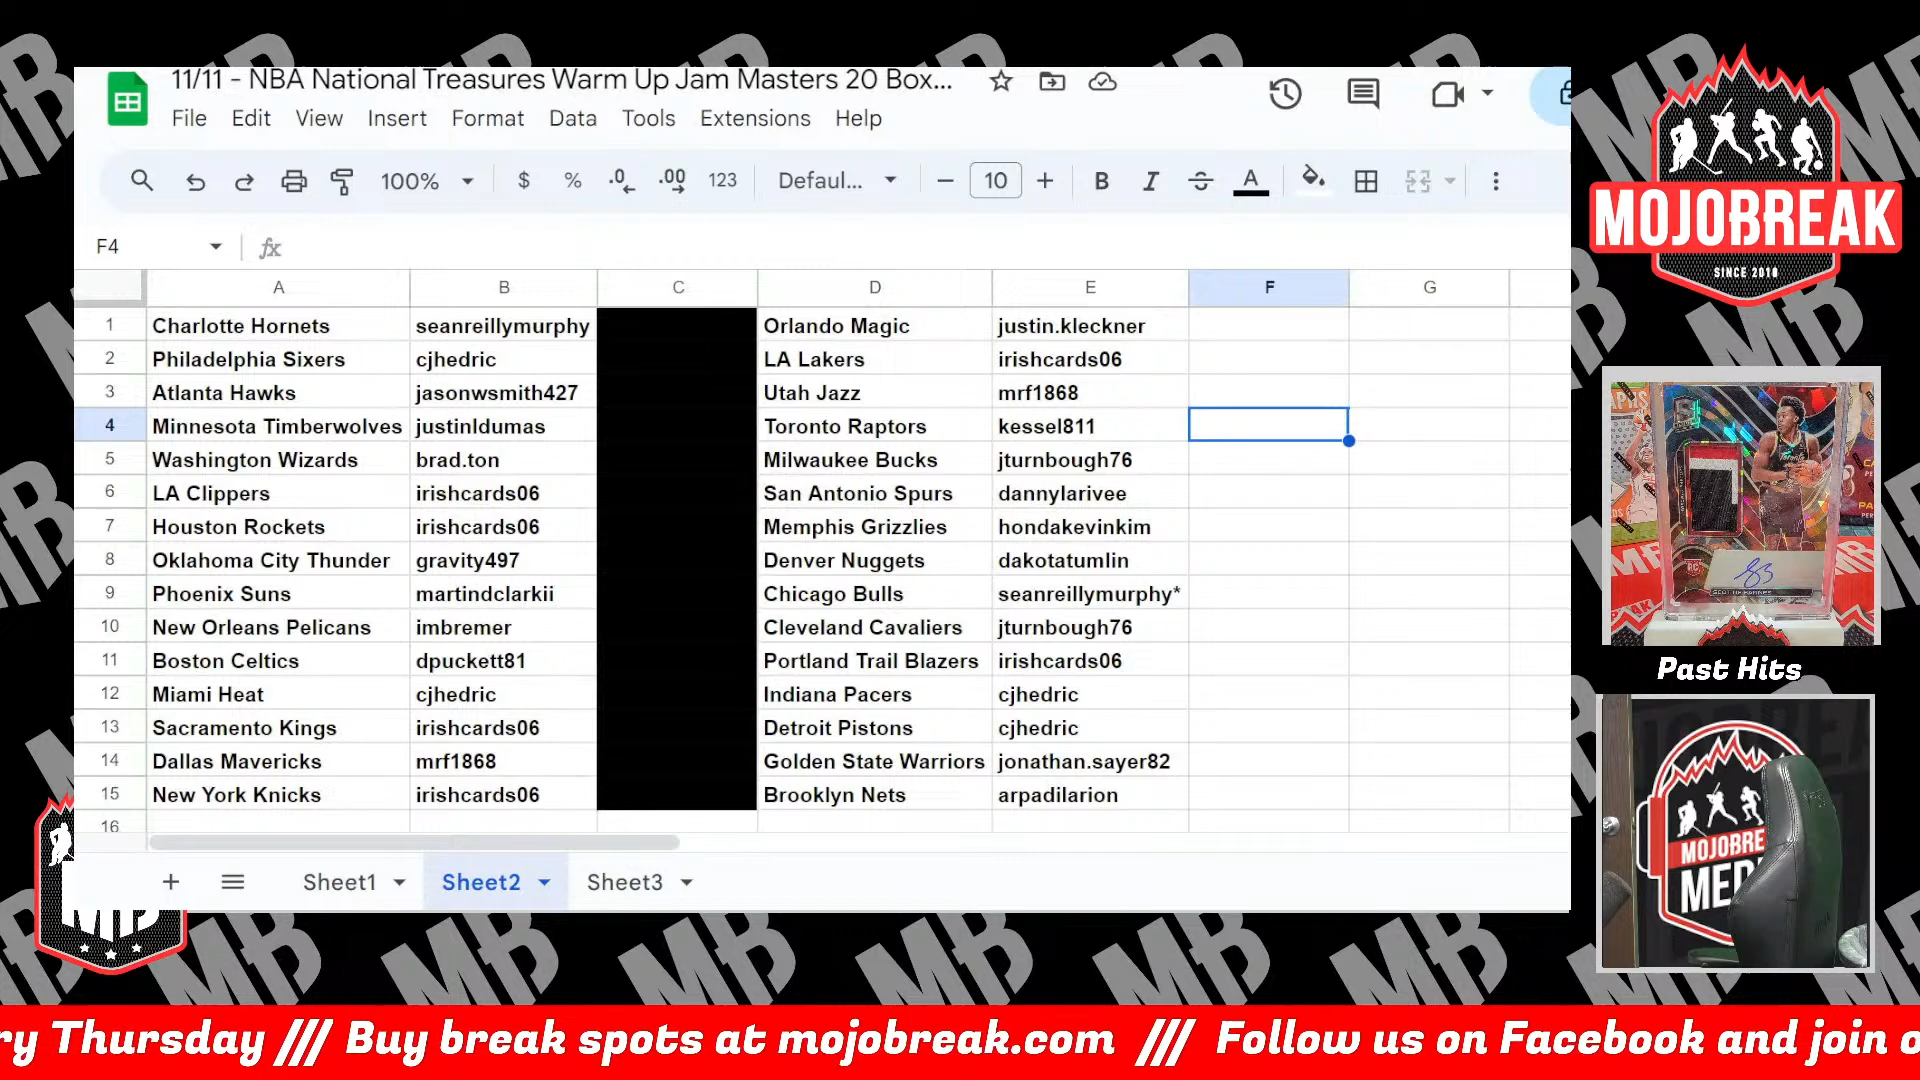 11/11 - NBA National Treasures Warm Up Jam Masters 20 Box...
File Edit View Insert Format Data Tools Extensions Help
100% $ % .0 .00 123 Defaul... 10 B I A
F4 fx
A B C D E F G
1 Charlotte Hornets seanreillymurphy Orlando Magic justin.kleckner
2 Philadelphia Sixers cjhedric LA Lakers irishcards06
3 Atlanta Hawks jasonwsmith427 Utah Jazz mrf1868
4 Minnesota Timberwolves justinldumas Toronto Raptors kessel811
5 Washington Wizards brad.ton Milwaukee Bucks jturnbough76
6 LA Clippers irishcards06 San Antonio Spurs dannylarivee
7 Houston Rockets irishcards06 Memphis Grizzlies hondakevinkim
8 Oklahoma City Thunder gravity497 Denver Nuggets dakotatumlin
9 Phoenix Suns martindclarkii Chicago Bulls seanreillymurphy*
10 New Orleans Pelicans imbremer Cleveland Cavaliers jturnbough76
11 Boston Celtics dpuckett81 Portland Trail Blazers irishcards06
12 Miami Heat cjhedric Indiana Pacers cjhedric
13 Sacramento Kings irishcards06 Detroit Pistons cjhedric
14 Dallas Mavericks mrf1868 Golden State Warriors jonathan.sayer82
15 New York Knicks irishcards06 Brooklyn Nets arpadilarion
16
Sheet1 Sheet2 Sheet3
MOJOBREAK
SINCE 2010
RC
Past Hits
MOJOBRE
MED
MB
ry Thursday /// Buy break spots at mojobreak.com /// Follow us on Facebook and join o